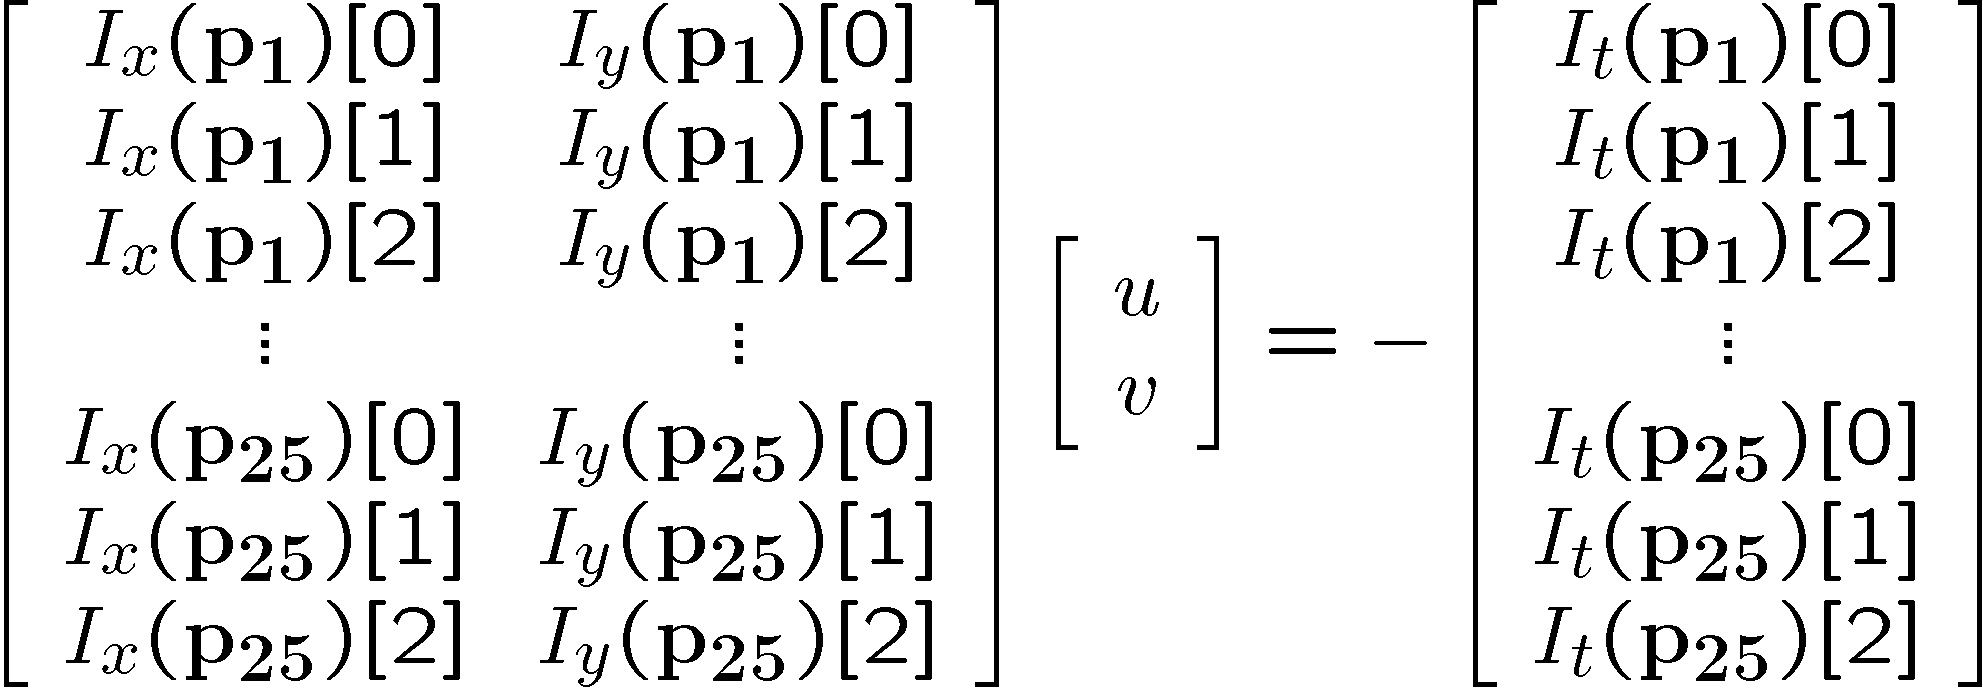 I_x(p_1)[0] I_y(p_1)[0] I_t(p_1)[0]
I_x(p_1)[1] I_y(p_1)[1] I_t(p_1)[1]
I_x(p_1)[2] I_y(p_1)[2] I_t(p_1)[2]
⋮ ⋮ [u v] = − ⋮
I_x(p_25)[0] I_y(p_25)[0] I_t(p_25)[0]
I_x(p_25)[1] I_y(p_25)[1] I_t(p_25)[1]
I_x(p_25)[2] I_y(p_25)[2] I_t(p_25)[2]